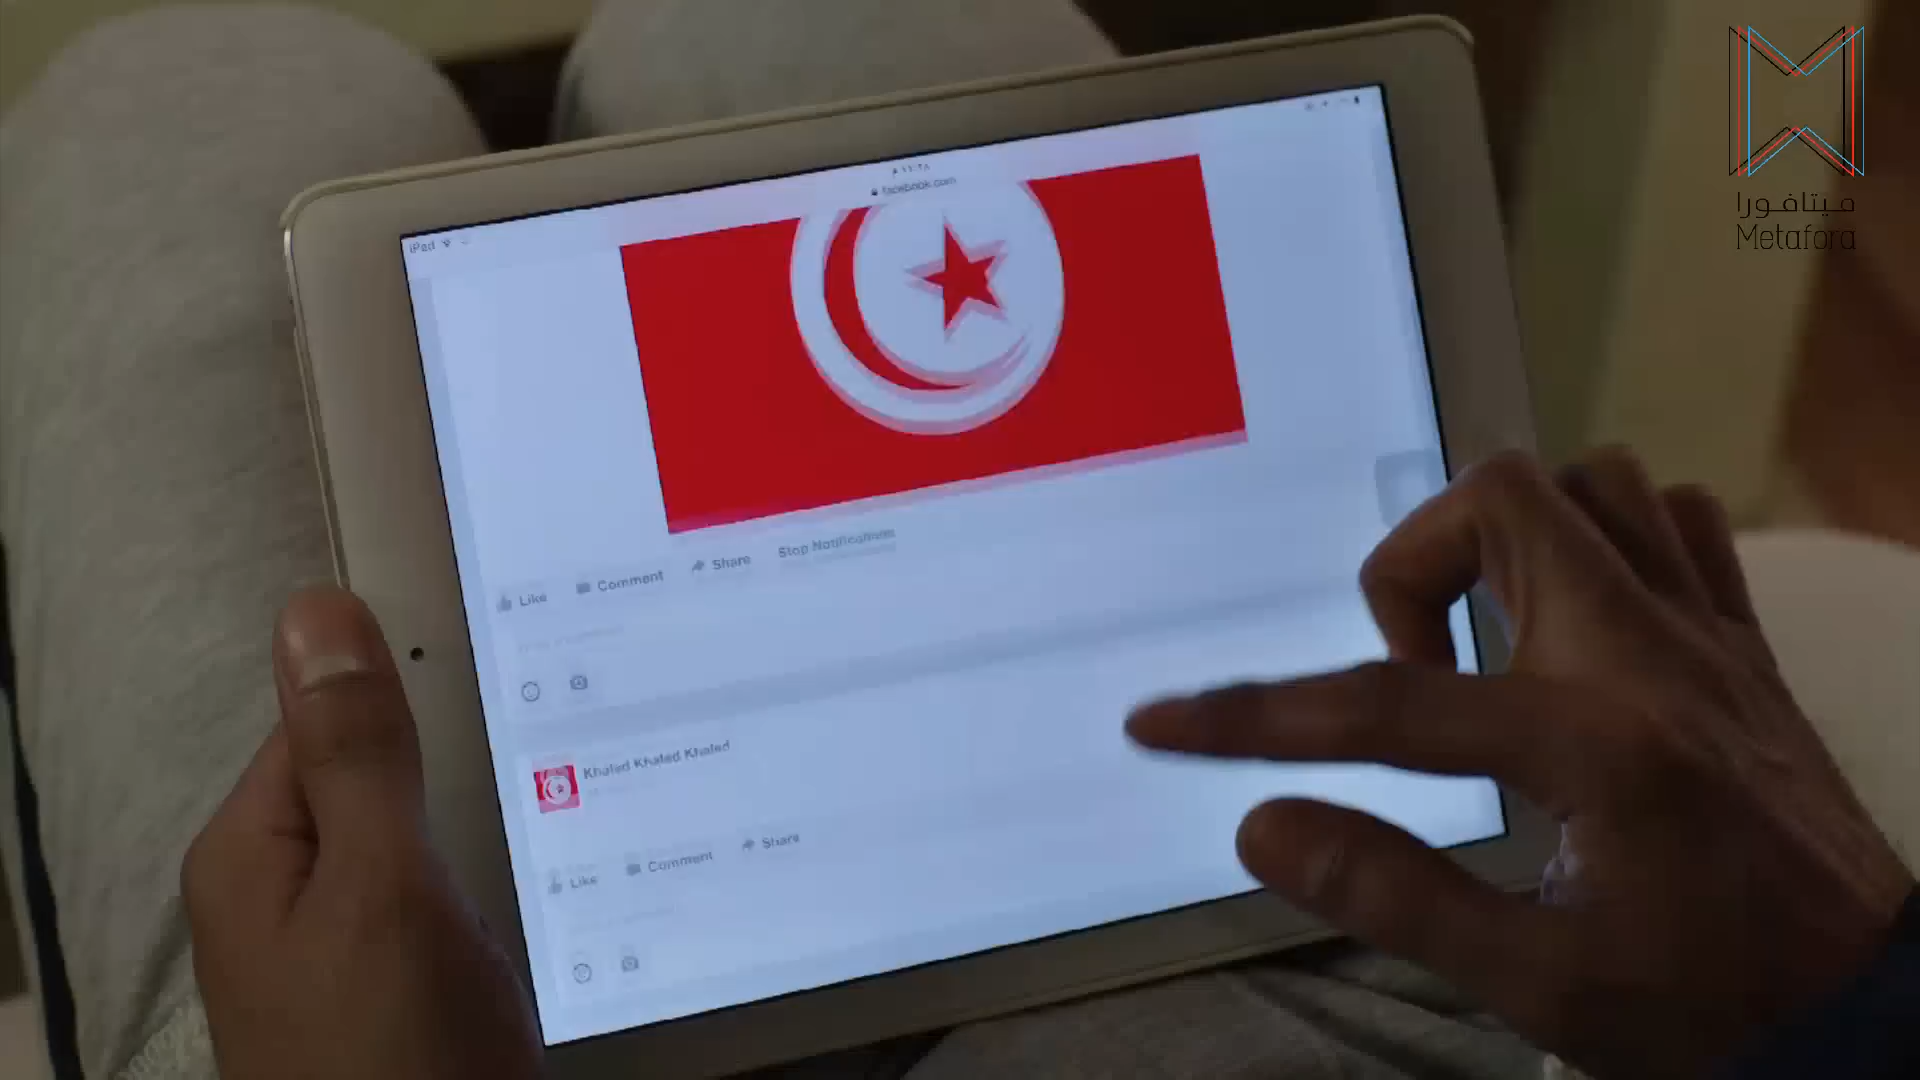 iPad
facebook.com
Like Comment Share Stop Notifications
Khaled Khaled Khaled
Like Comment Share
ميتافورا
Metafora